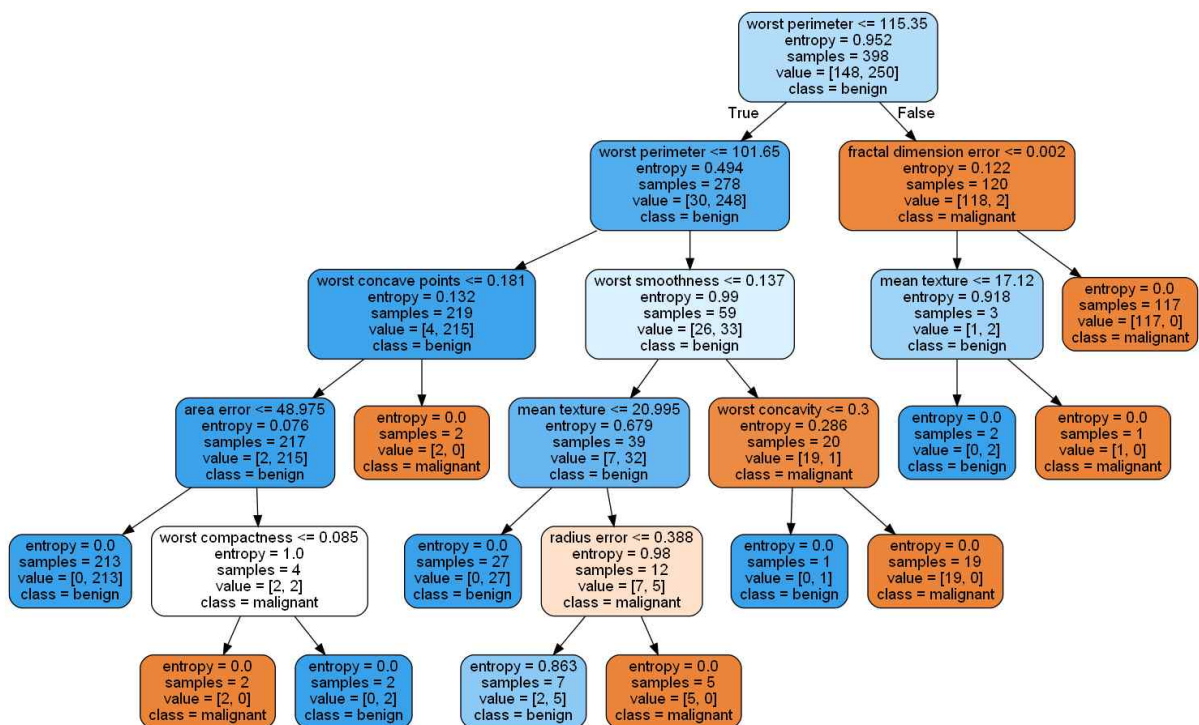 worst perimeter <= 115.35
entropy = 0.952
samples = 398
value = [148, 250]
class = benign
True
False
worst perimeter <= 101.65
entropy = 0.494
samples = 278
value = [30, 248]
class = benign
fractal dimension error <= 0.002
entropy = 0.122
samples = 120
value = [118, 2]
class = malignant
worst concave points <= 0.181
entropy = 0.132
samples = 219
value = [4, 215]
class = benign
worst smoothness <= 0.137
entropy = 0.99
samples = 59
value = [26, 33]
class = benign
mean texture <= 17.12
entropy = 0.918
samples = 3
value = [1, 2]
class = benign
entropy = 0.0
samples = 117
value = [117, 0]
class = malignant
area error <= 48.975
entropy = 0.076
samples = 217
value = [2, 215]
class = benign
entropy = 0.0
samples = 2
value = [2, 0]
class = malignant
mean texture <= 20.995
entropy = 0.679
samples = 39
value = [7, 32]
class = benign
worst concavity <= 0.3
entropy = 0.286
samples = 20
value = [19, 1]
class = malignant
entropy = 0.0
samples = 2
value = [0, 2]
class = benign
entropy = 0.0
samples = 1
value = [1, 0]
class = malignant
entropy = 0.0
samples = 213
value = [0, 213]
class = benign
worst compactness <= 0.085
entropy = 1.0
samples = 4
value = [2, 2]
class = malignant
entropy = 0.0
samples = 27
value = [0, 27]
class = benign
radius error <= 0.388
entropy = 0.98
samples = 12
value = [7, 5]
class = malignant
entropy = 0.0
samples = 1
value = [0, 1]
class = benign
entropy = 0.0
samples = 19
value = [19, 0]
class = malignant
entropy = 0.0
samples = 2
value = [2, 0]
class = malignant
entropy = 0.0
samples = 2
value = [0, 2]
class = benign
entropy = 0.863
samples = 7
value = [2, 5]
class = benign
entropy = 0.0
samples = 5
value = [5, 0]
class = malignant